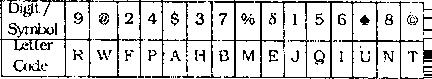 Digit / Symbol 9 @ 2 4 $ 3 7 % δ 1 5 6 ♠ 8 ©
Letter Code R W F P A H B M E J Q I U N T